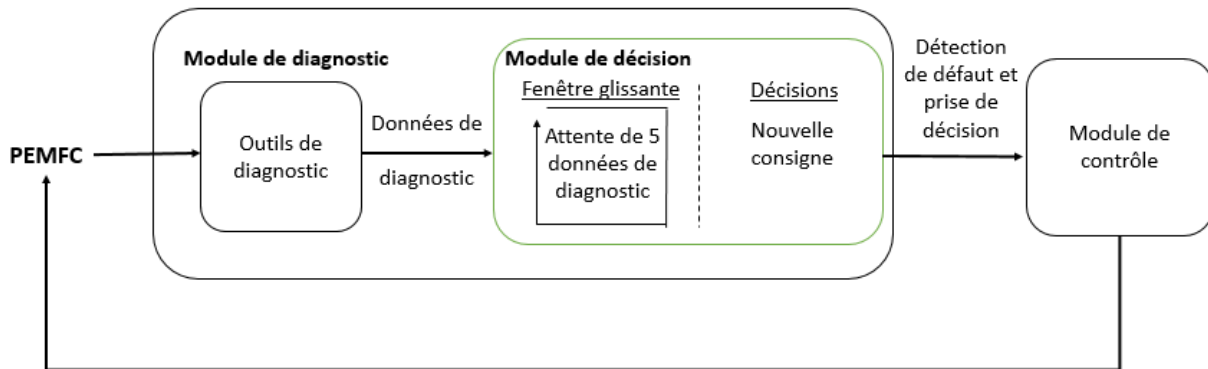 Module de diagnostic
Module de décision
Fenêtre glissante
Décisions
Détection
de défaut et
prise de
décision
PEMFC
Outils de
diagnostic
Données de
diagnostic
Attente de 5
données de
diagnostic
Nouvelle
consigne
Module de
contrôle